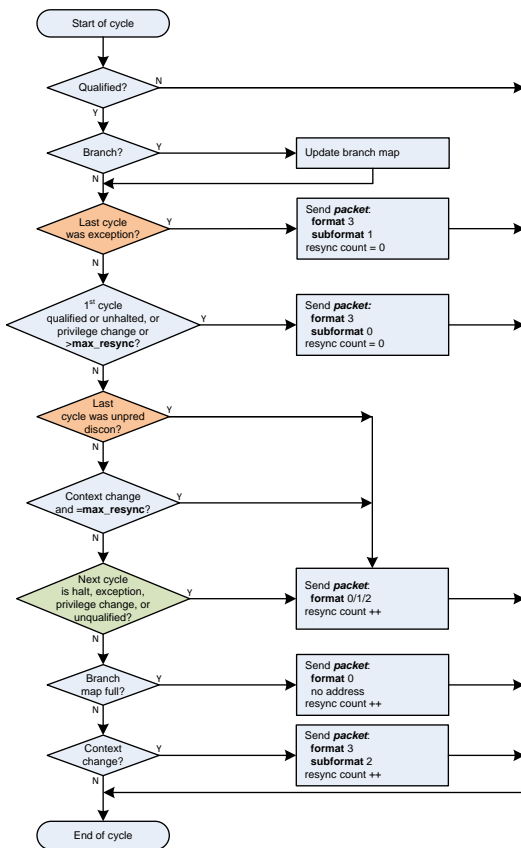 Start of cycle
Qualified?
N
Y
Branch?
Y
Update branch map
N
Last cycle
was exception?
Y
Send packet:
format 3
subformat 1
resync count = 0
N
1st cycle
qualified or unhalted, or
privilege change or
>max_resync?
Y
Send packet:
format 3
subformat 0
resync count = 0
N
Last
cycle was unpred
discon?
Y
N
Context change
and =max_resync?
Y
N
Next cycle
is halt, exception,
privilege change, or
unqualified?
Y
Send packet:
format 0/1/2
resync count ++
N
Branch
map full?
Y
Send packet:
format 0
no address
resync count ++
N
Context
change?
Y
Send packet:
format 3
subformat 2
resync count ++
N
End of cycle